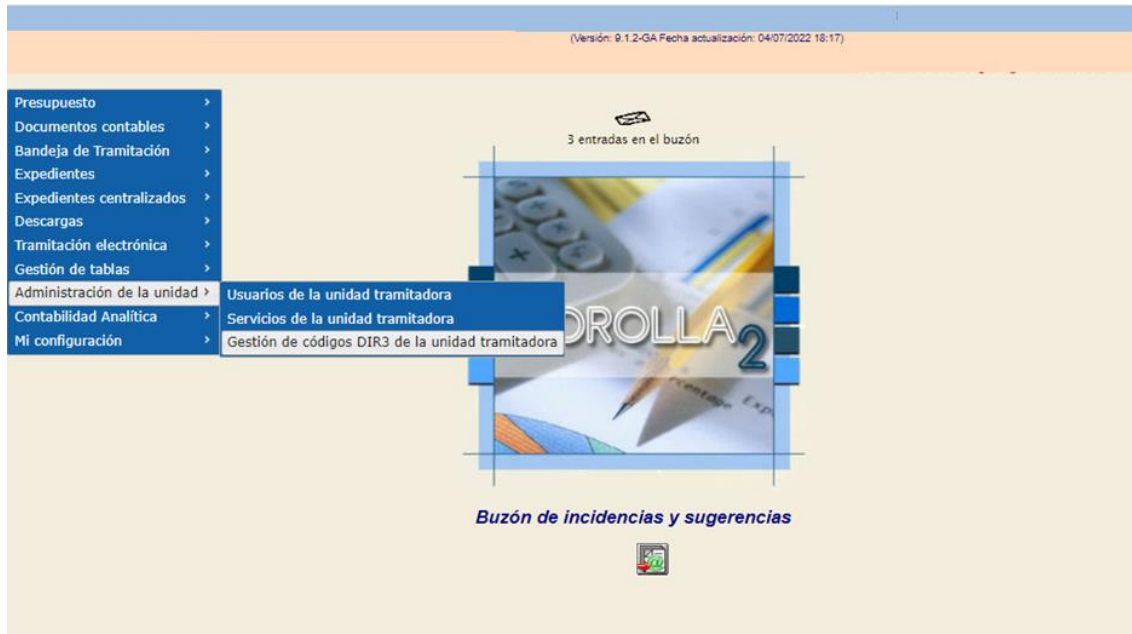 (Versión: 9.1.2-GA Fecha actualización: 04/07/2022 18:17)
3 entradas en el buzón
Presupuesto
Documentos contables
Bandeja de Tramitación
Expedientes
Expedientes centralizados
Descargas
Tramitación electrónica
Gestión de tablas
Administración de la unidad
Contabilidad Analítica
Mi configuración
Usuarios de la unidad tramitadora
Servicios de la unidad tramitadora
Gestión de códigos DIR3 de la unidad tramitadora
OROLLA2
Buzón de incidencias y sugerencias